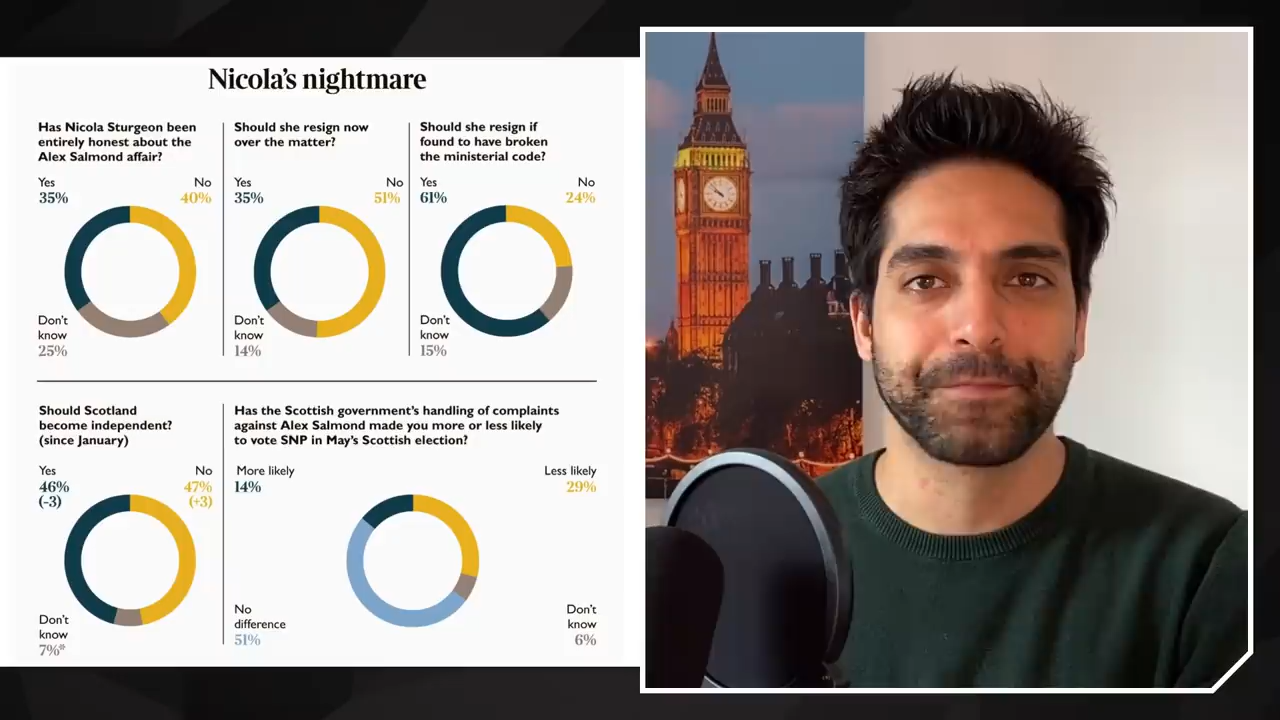 Nicola's nightmare
Has Nicola Sturgeon been
entirely honest about the
Alex Salmond affair?
Yes
35%
No
40%
Don't
know
25%
Should she resign now
over the matter?
Yes
35%
No
51%
Don't
know
14%
Should she resign if
found to have broken
the ministerial code?
Yes
61%
No
24%
Don't
know
15%
Should Scotland
become independent?
(since January)
Yes
46%
(-3)
No
47%
(+3)
Don't
know
7%*
Has the Scottish government's handling of complaints
against Alex Salmond made you more or less likely
to vote SNP in May's Scottish election?
More likely
14%
Less likely
29%
No
difference
51%
Don't
know
6%